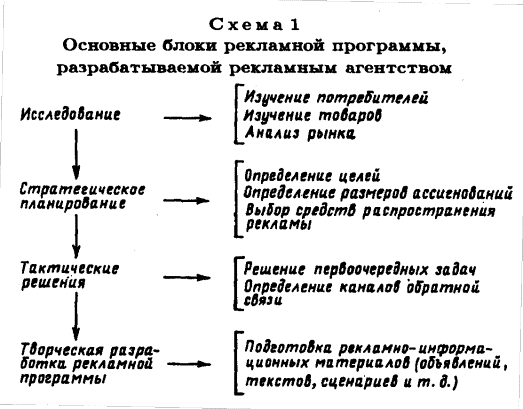 Схема 1
Основные блоки рекламной программы,
разрабатываемой рекламным агентством
Исследование
Изучение потребителей
Изучение товаров
Анализ рынка
Стратегическое
планирование
Определение целей
Определение размеров ассигнований
Выбор средств распространения
рекламы
Тактические
решения
Решение первоочередных задач
Определение каналов обратной
связи
Творческая разра-
ботка рекламной
программы
Подготовка рекламно-информа-
ционных материалов (объявлений,
текстов, сценариев и т. д.)